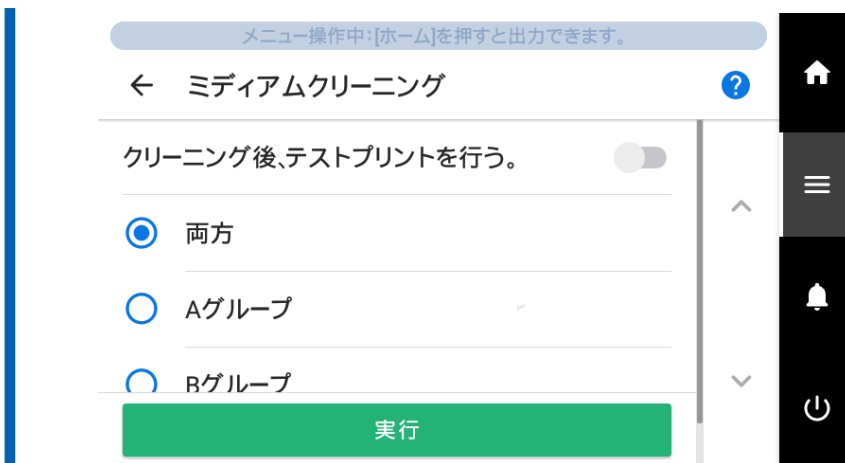 メニュー操作中:[ホーム]を押すと出力できます。
ミディアムクリーニング
クリーニング後、テストプリントを行う。
両方
Aグループ
Bグループ
実行